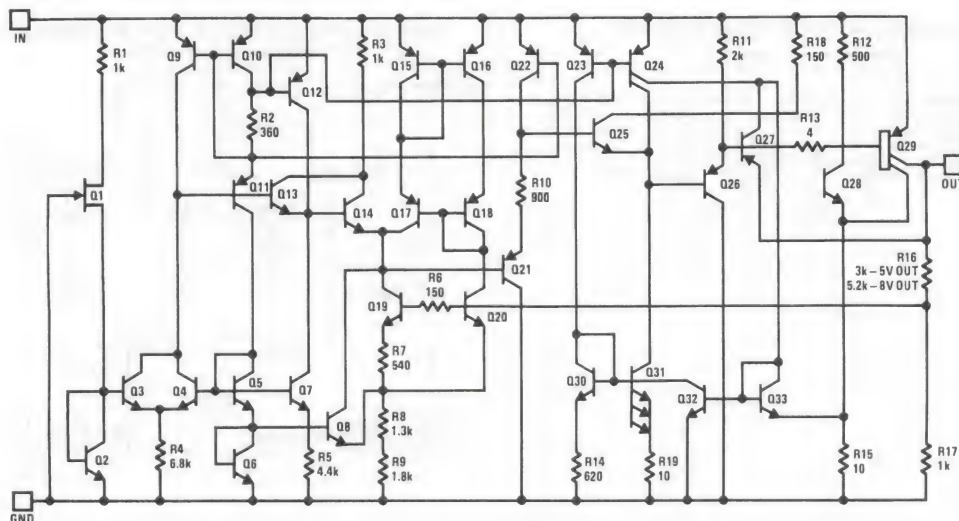 IN
R1
1k
Q9
Q10
Q12
R2
360
R3
1k
Q15
Q16
Q22
Q23
Q24
R11
2k
R18
150
R12
500
R13
4
Q27
Q25
Q29
OUT
Q1
Q11
Q13
Q14
Q17
Q18
R10
900
Q26
Q28
Q21
R16
3k – 5V OUT
5.2k – 8V OUT
R6
150
Q19
Q20
R7
540
Q3
Q4
Q5
Q7
Q30
Q31
Q32
Q33
Q2
R4
6.8k
Q6
R5
4.4k
Q8
R8
1.3k
R9
1.8k
R14
620
R19
10
R15
10
R17
1k
GND